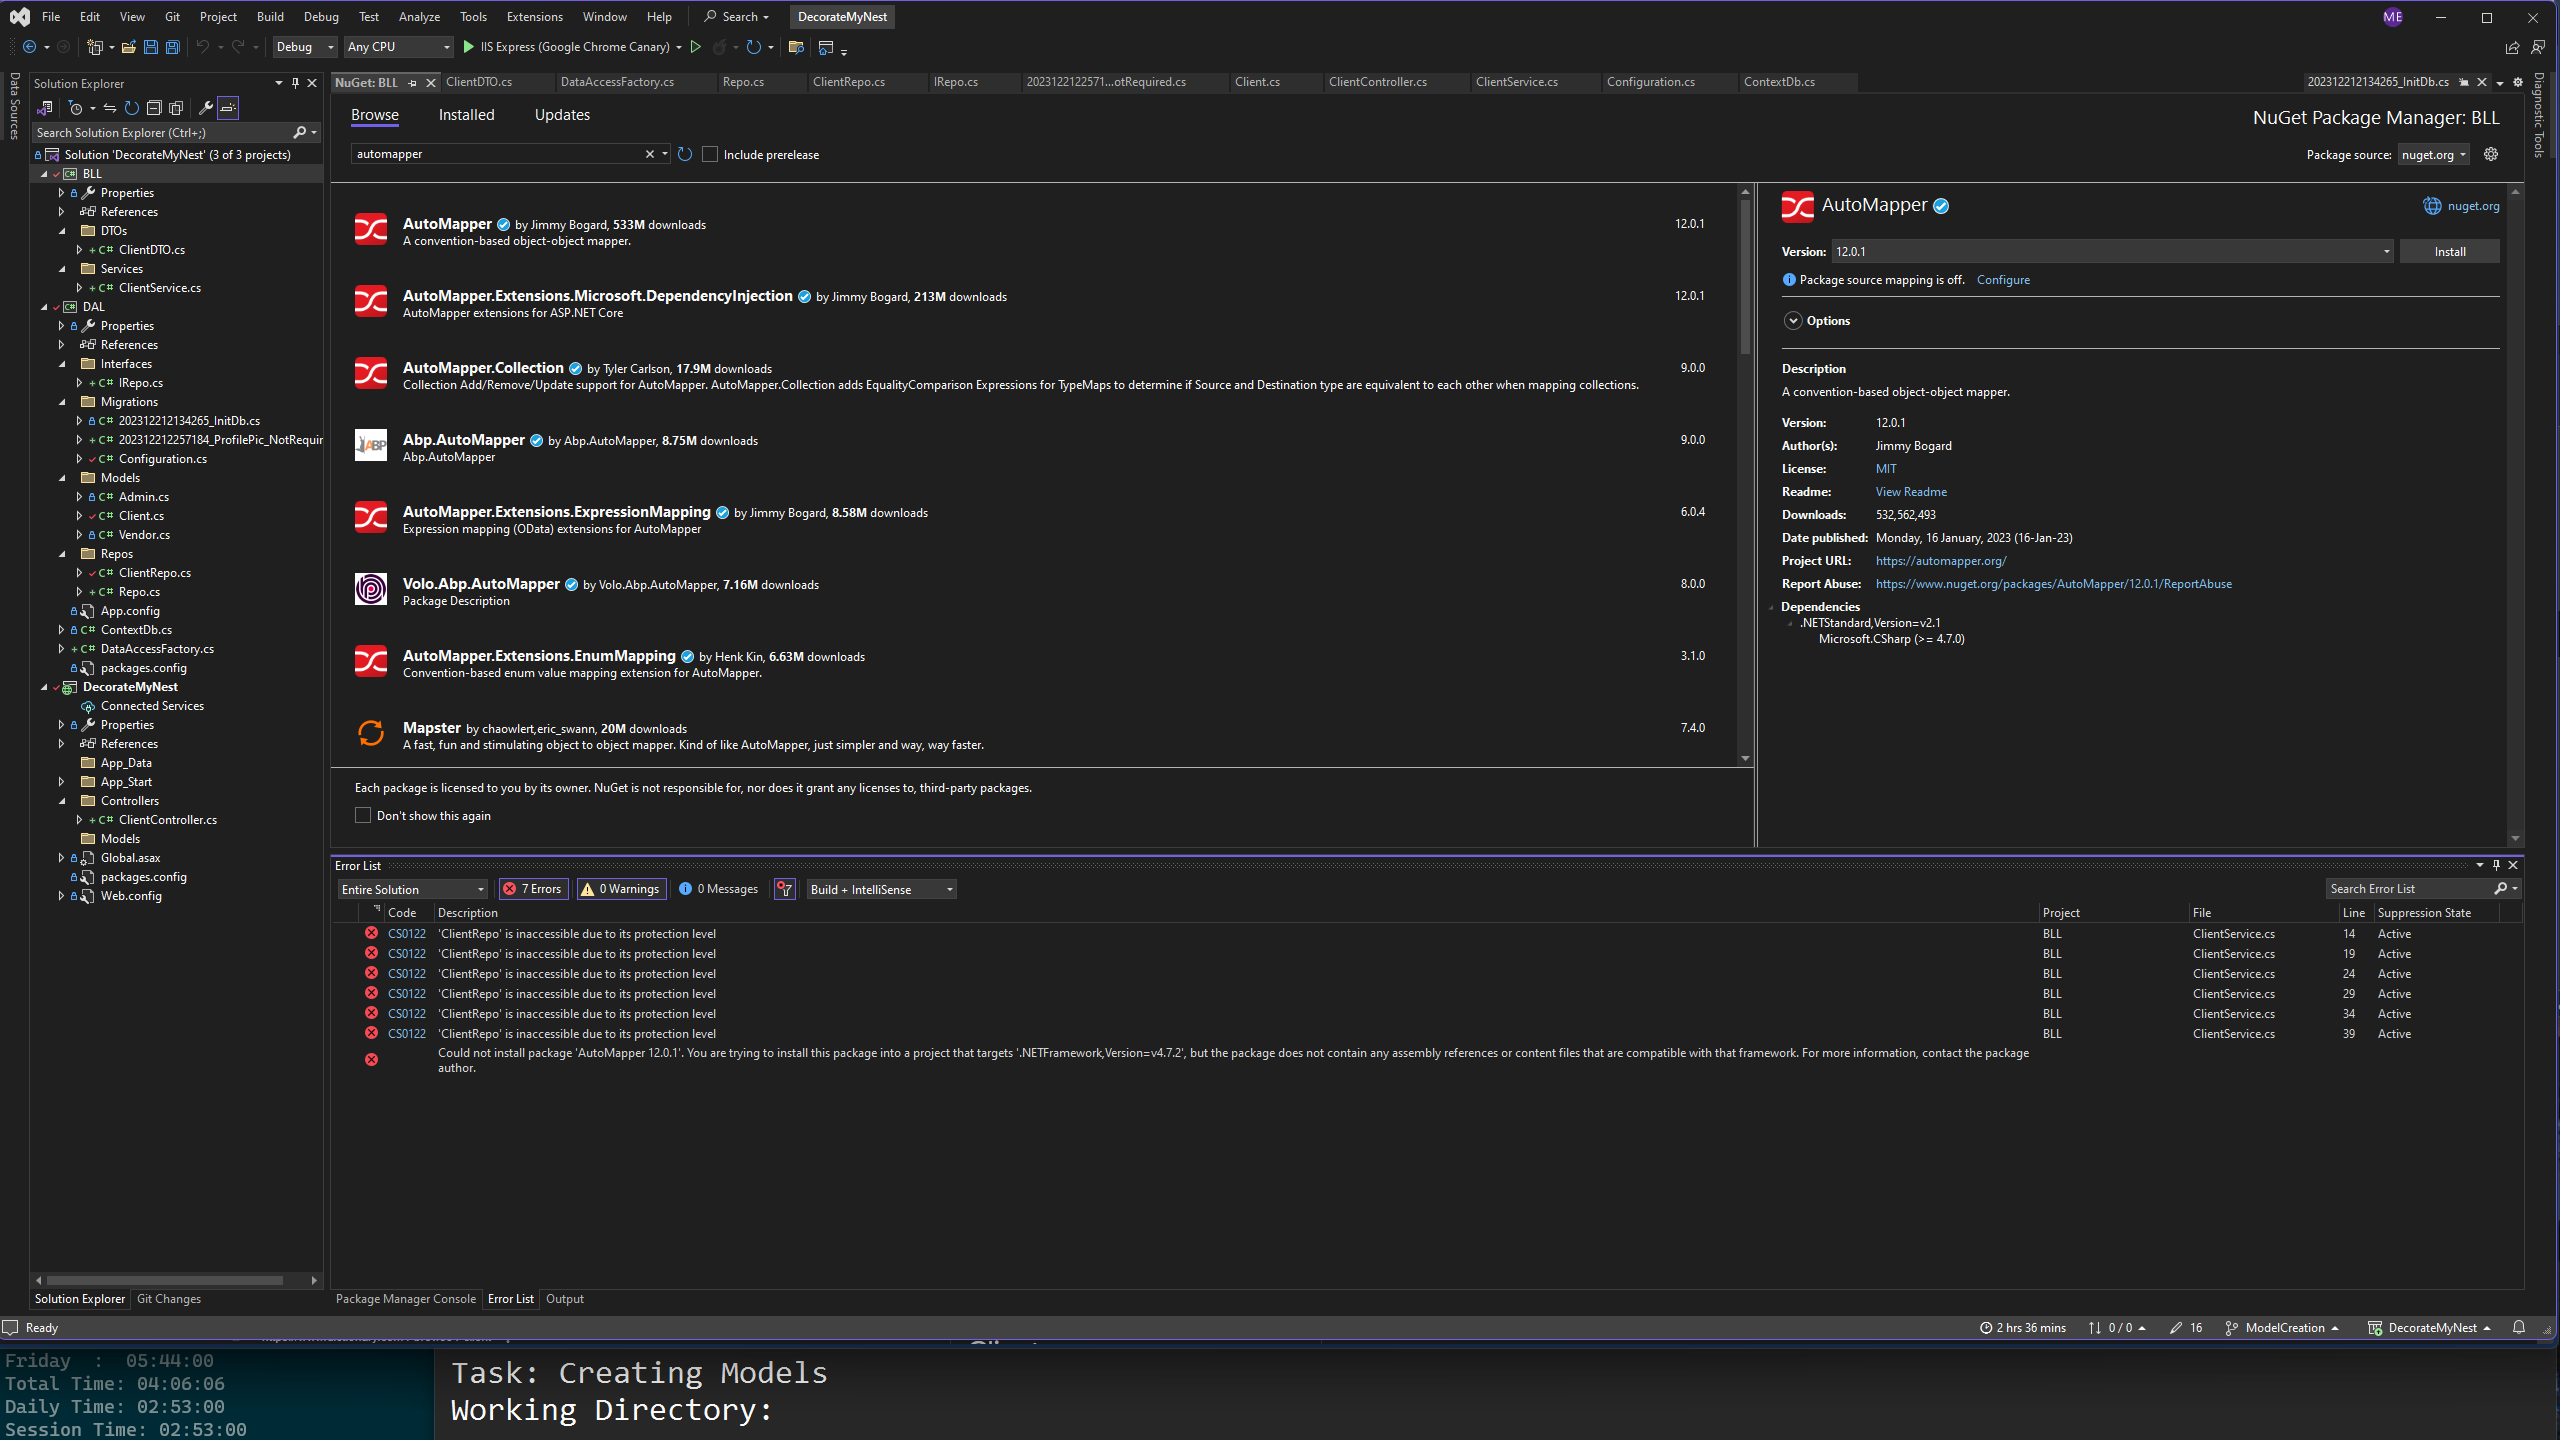 File Edit View Git Project Build Debug Test Analyze Tools Extensions Window Help Search DecorateMyNest ME
Debug Any CPU IIS Express (Google Chrome Canary)
Data Sources
Solution Explorer
Search Solution Explorer (Ctrl+;)
Solution 'DecorateMyNest' (3 of 3 projects)
BLL
Properties
References
DTOs
C# ClientDTO.cs
Services
C# ClientService.cs
DAL
Properties
References
Interfaces
C# IRepo.cs
Migrations
C# 202312212134265_InitDb.cs
C# 202312212257184_ProfilePic_NotRequir
C# Configuration.cs
Models
C# Admin.cs
C# Client.cs
C# Vendor.cs
Repos
C# ClientRepo.cs
C# Repo.cs
App.config
C# ContextDb.cs
C# DataAccessFactory.cs
packages.config
DecorateMyNest
Connected Services
Properties
References
App_Data
App_Start
Controllers
C# ClientController.cs
Models
Global.asax
packages.config
Web.config
Solution Explorer Git Changes
NuGet: BLL ClientDTO.cs DataAccessFactory.cs Repo.cs ClientRepo.cs IRepo.cs 2023122122571...otRequired.cs Client.cs ClientController.cs ClientService.cs Configuration.cs ContextDb.cs 202312212134265_InitDb.cs
Diagnostic Tools
Browse Installed Updates
NuGet Package Manager: BLL
automapper Include prerelease
Package source: nuget.org
AutoMapper by Jimmy Bogard, 533M downloads 12.0.1
A convention-based object-object mapper.
AutoMapper.Extensions.Microsoft.DependencyInjection by Jimmy Bogard, 213M downloads 12.0.1
AutoMapper extensions for ASP.NET Core
AutoMapper.Collection by Tyler Carlson, 17.9M downloads 9.0.0
Collection Add/Remove/Update support for AutoMapper. AutoMapper.Collection adds EqualityComparison Expressions for TypeMaps to determine if Source and Destination type are equivalent to each other when mapping collections.
ABP
Abp.AutoMapper by Abp.AutoMapper, 8.75M downloads 9.0.0
Abp.AutoMapper
AutoMapper.Extensions.ExpressionMapping by Jimmy Bogard, 8.58M downloads 6.0.4
Expression mapping (OData) extensions for AutoMapper
Volo.Abp.AutoMapper by Volo.Abp.AutoMapper, 7.16M downloads 8.0.0
Package Description
AutoMapper.Extensions.EnumMapping by Henk Kin, 6.63M downloads 3.1.0
Convention-based enum value mapping extension for AutoMapper.
Mapster by chaowlert,eric_swann, 20M downloads 7.4.0
A fast, fun and stimulating object to object mapper. Kind of like AutoMapper, just simpler and way, way faster.
Each package is licensed to you by its owner. NuGet is not responsible for, nor does it grant any licenses to, third-party packages.
Don't show this again
AutoMapper nuget.org
Version: 12.0.1 Install
Package source mapping is off. Configure
Options
Description
A convention-based object-object mapper.
Version: 12.0.1
Author(s): Jimmy Bogard
License: MIT
Readme: View Readme
Downloads: 532,562,493
Date published: Monday, 16 January, 2023 (16-Jan-23)
Project URL: https://automapper.org/
Report Abuse: https://www.nuget.org/packages/AutoMapper/12.0.1/ReportAbuse
Dependencies
.NETStandard,Version=v2.1
Microsoft.CSharp (>= 4.7.0)
Error List
Entire Solution 7 Errors 0 Warnings 0 Messages Build + IntelliSense Search Error List
Code Description Project File Line Suppression State
CS0122 'ClientRepo' is inaccessible due to its protection level BLL ClientService.cs 14 Active
CS0122 'ClientRepo' is inaccessible due to its protection level BLL ClientService.cs 19 Active
CS0122 'ClientRepo' is inaccessible due to its protection level BLL ClientService.cs 24 Active
CS0122 'ClientRepo' is inaccessible due to its protection level BLL ClientService.cs 29 Active
CS0122 'ClientRepo' is inaccessible due to its protection level BLL ClientService.cs 34 Active
CS0122 'ClientRepo' is inaccessible due to its protection level BLL ClientService.cs 39 Active
Could not install package 'AutoMapper 12.0.1'. You are trying to install this package into a project that targets '.NETFramework,Version=v4.7.2', but the package does not contain any assembly references or content files that are compatible with that framework. For more information, contact the package
author.
Package Manager Console Error List Output
Ready 2 hrs 36 mins 0 / 0 16 ModelCreation DecorateMyNest
Friday : 05:44:00
Total Time: 04:06:06
Daily Time: 02:53:00
Session Time: 02:53:00
Task: Creating Models
Working Directory: